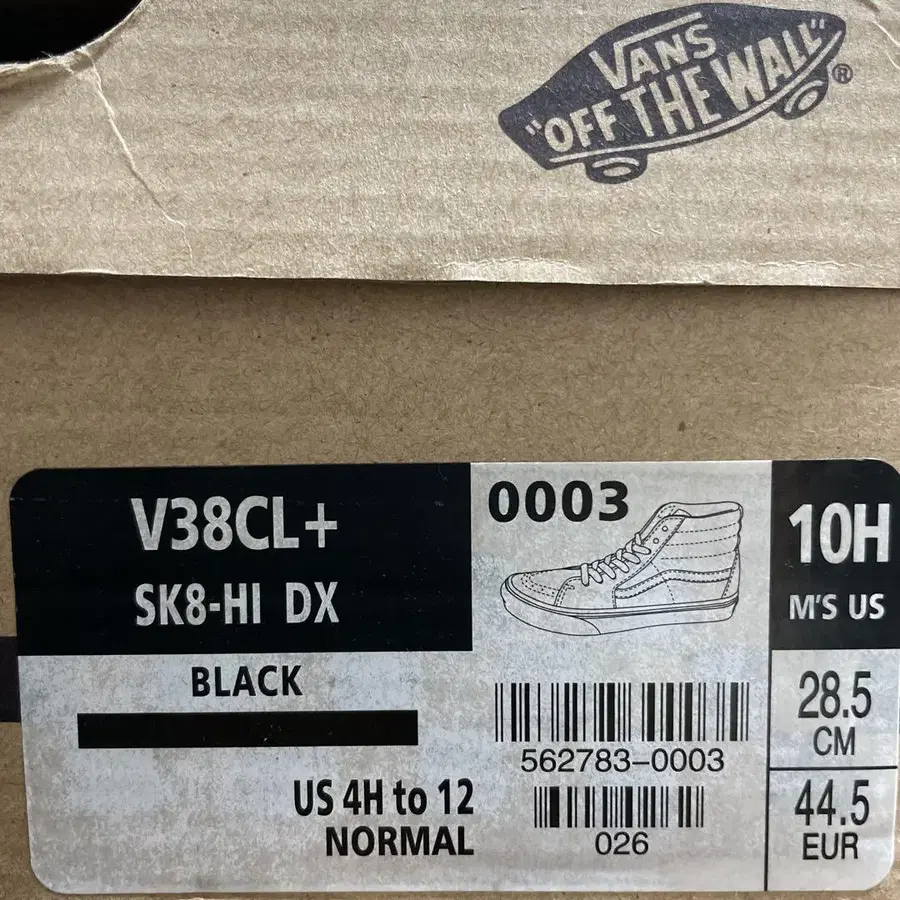 VANS
"OFF THE WALL"
®
V38CL+
SK8-HI DX
BLACK
US 4H to 12
NORMAL
0003
562783-0003
026
10H
M'S US
28.5
CM
44.5
EUR